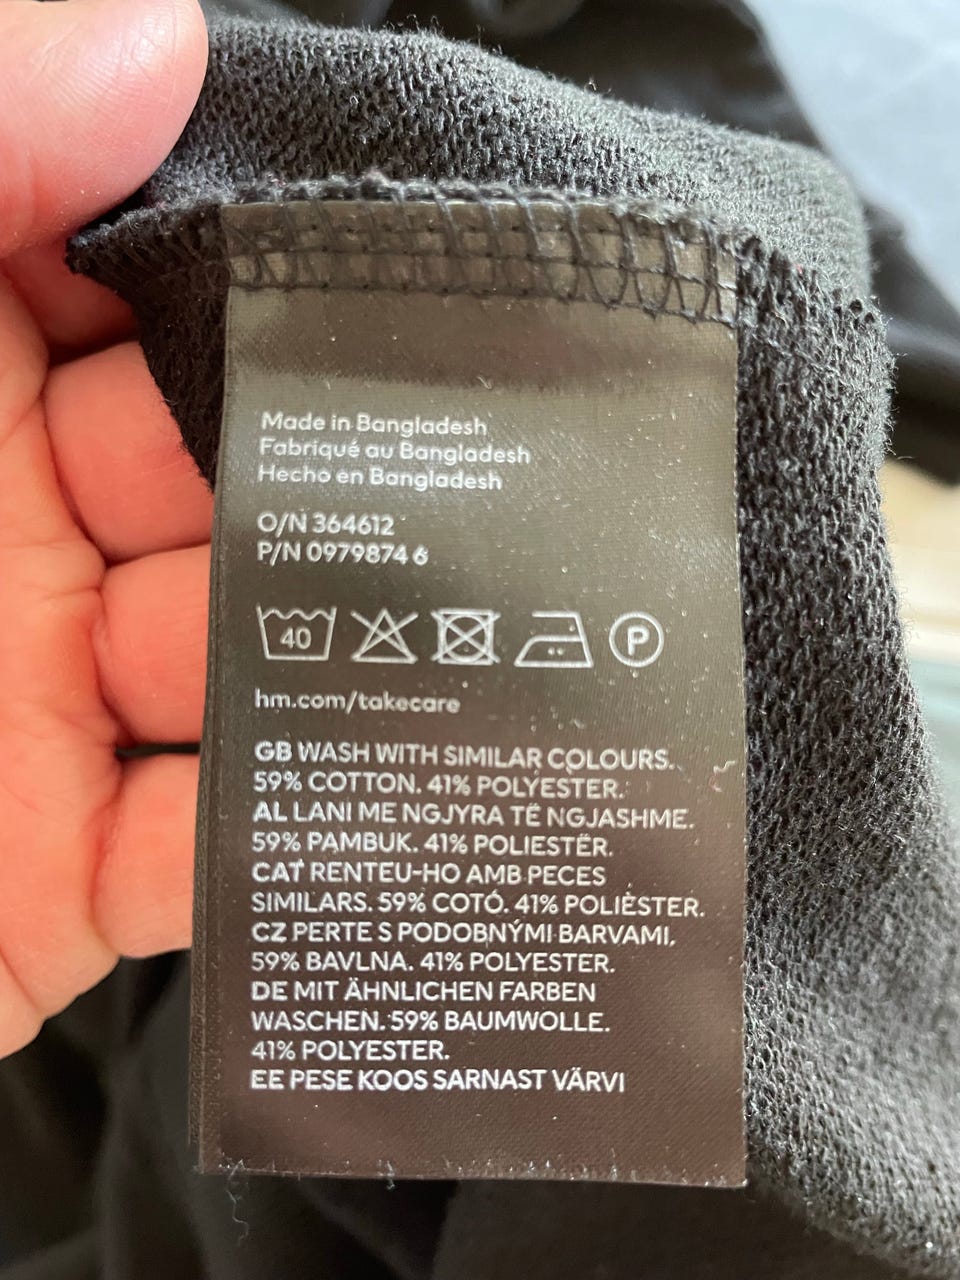 Made in Bangladesh
Fabriqué au Bangladesh
Hecho en Bangladesh
O/N 364612
P/N 0979874 6
40 P
hm.com/takecare
GB WASH WITH SIMILAR COLOURS.
59% COTTON. 41% POLYESTER.
AL LANI ME NGJYRA TË NGJASHME.
59% PAMBUK. 41% POLIESTËR.
CAT RENTEU-HO AMB PECES
SIMILARS. 59% COTÓ. 41% POLIÈSTER.
CZ PERTE S PODOBNÝMI BARVAMI,
59% BAVLNA. 41% POLYESTER.
DE MIT ÄHNLICHEN FARBEN
WASCHEN. 59% BAUMWOLLE.
41% POLYESTER.
EE PESE KOOS SARNAST VÄRVI